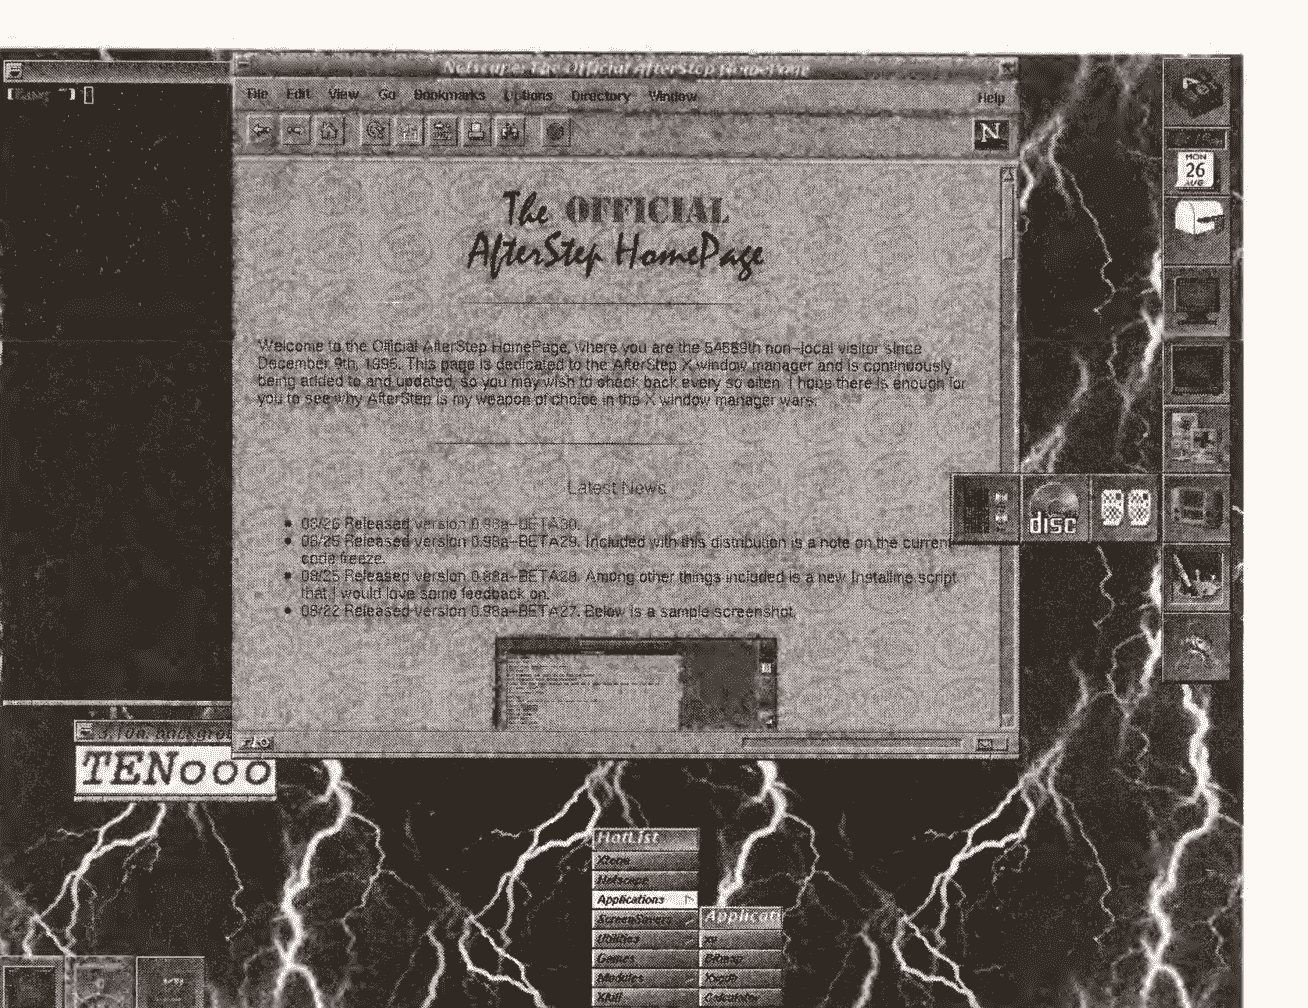 Netscape: The Official AfterStep HomePage
File Edit View Go Bookmarks Options Directory Window Help
N
MON
26
AUG
The OFFICIAL
AfterStep HomePage
Welcome to the Official AfterStep HomePage, where you are the 54589th non-local visitor since
December 9th, 1995. This page is dedicated to the AfterStep X window manager and is continuously
being added to and updated, so you may wish to check back every so often. I hope there is enough for
you to see why AfterStep is my weapon of choice in the X window manager wars.
Latest News
08/26 Released version 0.98a-BETA30.
08/25 Released version 0.98a-BETA29. Included with this distribution is a note on the current
code freeze.
08/25 Released version 0.98a-BETA28. Among other things included is a new Installme script
that I would love some feedback on.
08/22 Released version 0.98a-BETA27. Below is a sample screenshot.
disc
TENooo
HotList
Xterm
Netscape
Applications
ScreenSavers
Utilities
Games
Modules
XKill
Applicati
xv
Bitmap
Xxgdb
Calculator